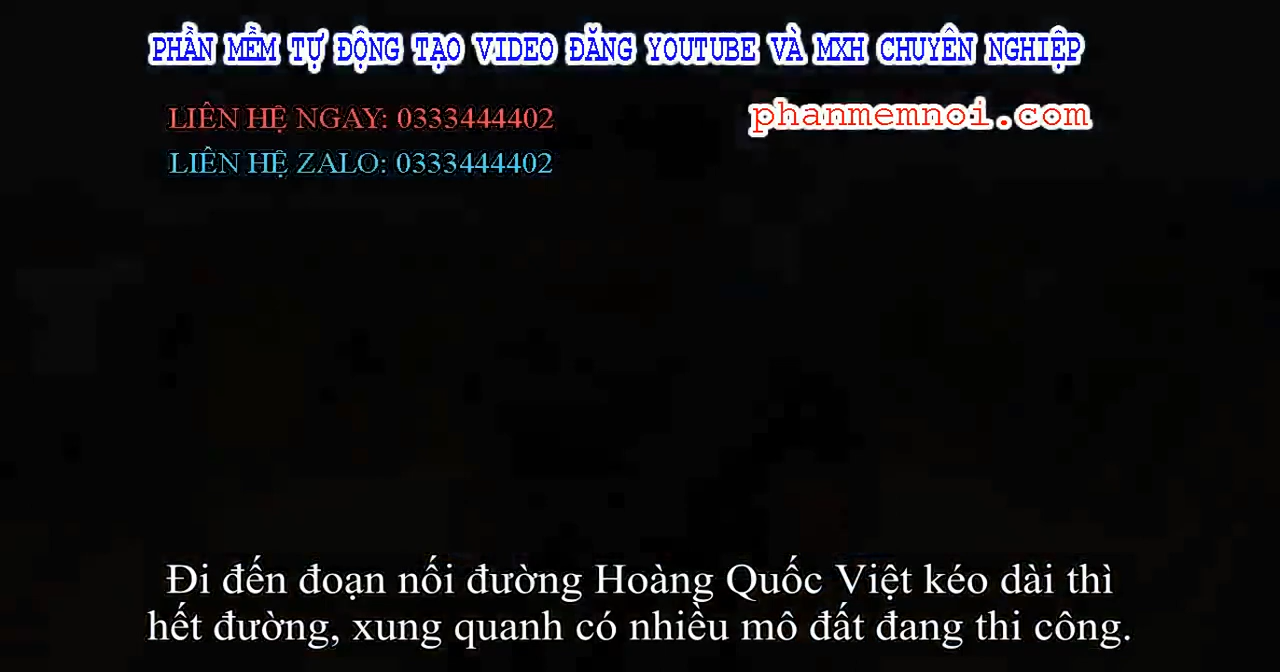 PHẦN MỀM TỰ ĐỘNG TẠO VIDEO ĐĂNG YOUTUBE VÀ MXH CHUYÊN NGHIỆP
LIÊN HỆ NGAY: 0333444402
phanmemnoi.com
LIÊN HỆ ZALO: 0333444402
Đi đến đoạn nối đường Hoàng Quốc Việt kéo dài thì
hết đường, xung quanh có nhiều mô đất đang thi công.